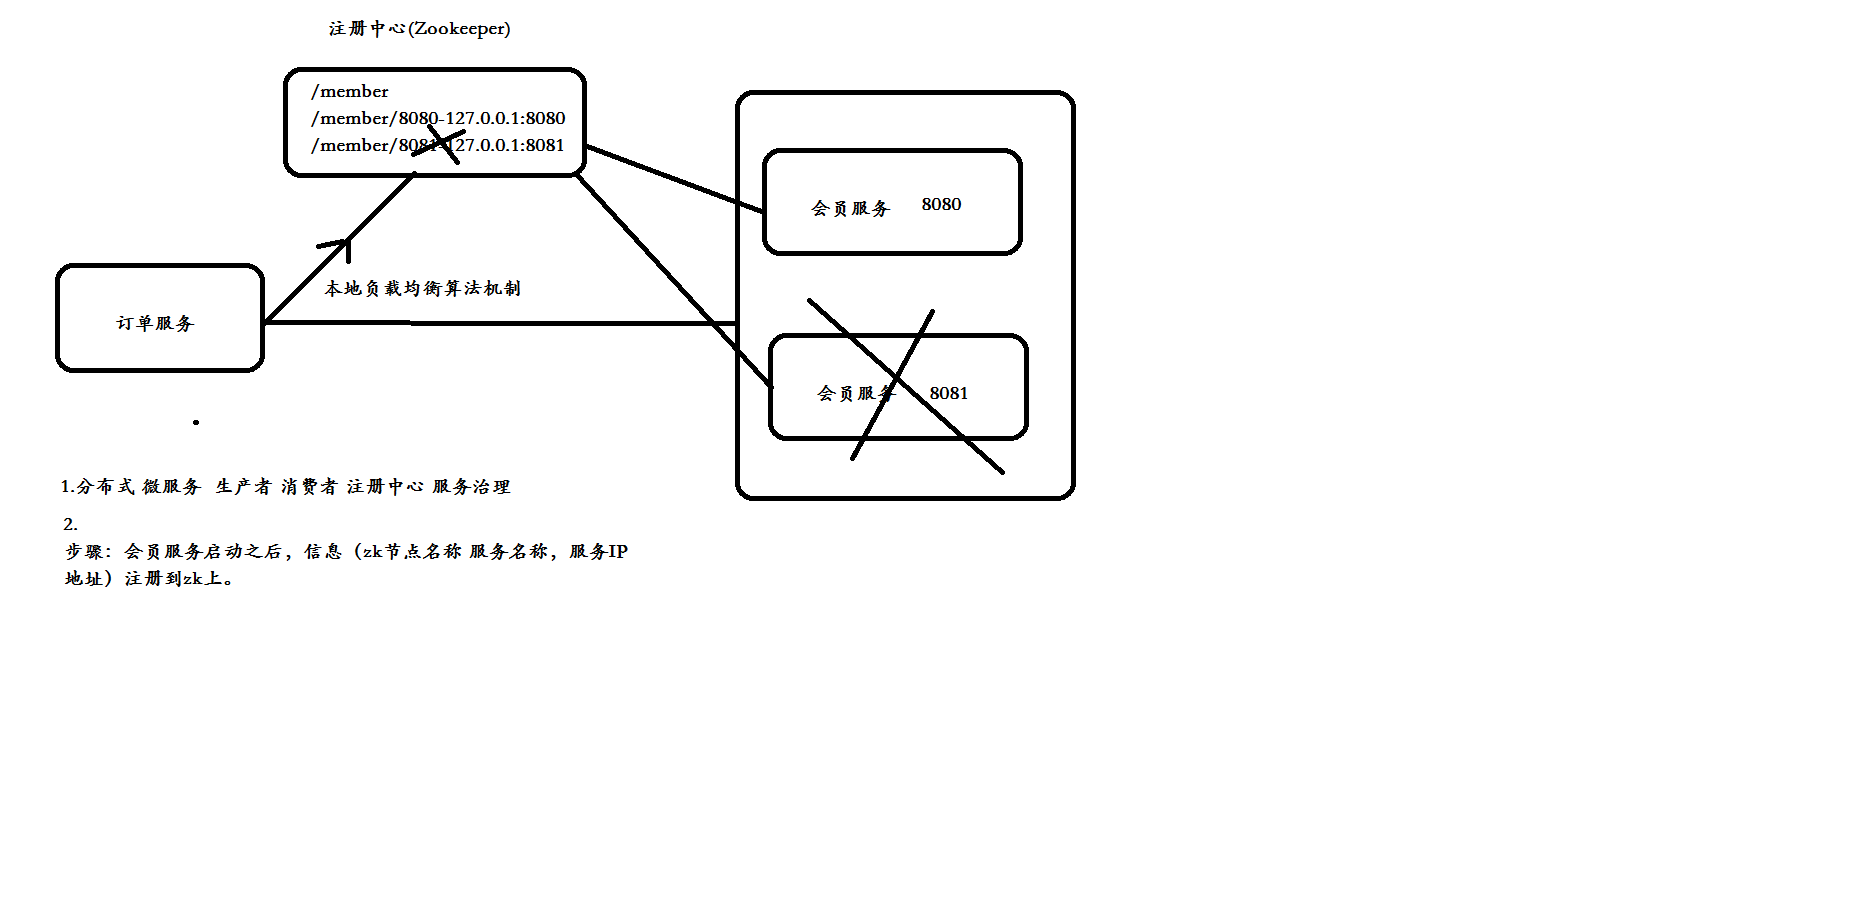 注册中心(Zookeeper)
/member
/member/8080-127.0.0.1:8080
/member/8081-127.0.0.1:8081
会员服务 8080
本地负载均衡算法机制
订单服务
会员服务 8081
1.分布式 微服务 生产者 消费者 注册中心 服务治理
2.
步骤：会员服务启动之后，信息（zk节点名称 服务名称，服务IP
地址）注册到zk上。